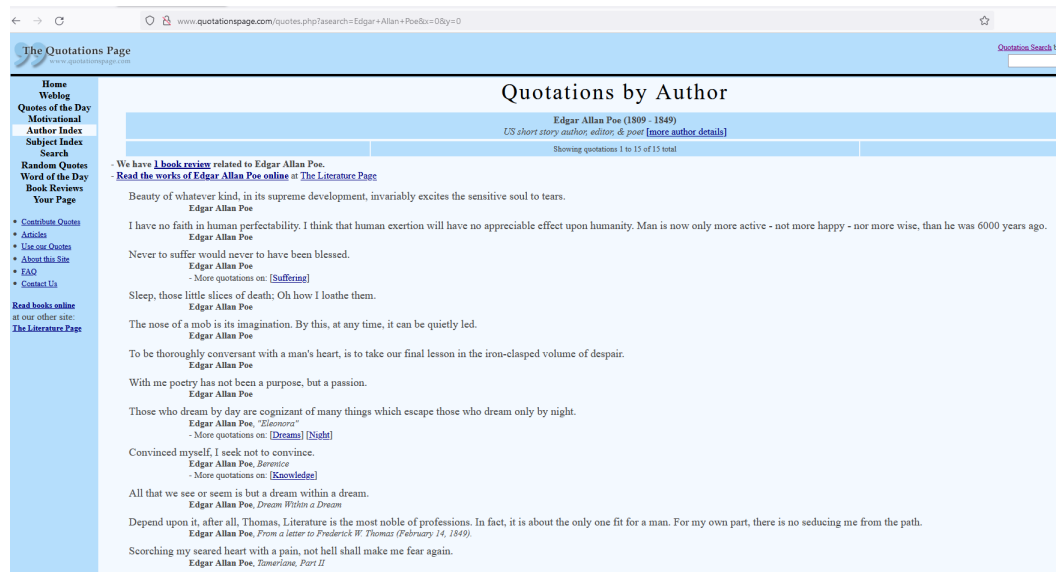 www.quotationspage.com/quotes.php?asearch=Edgar+Allan+Poe&x=0&y=0
The Quotations Page
www.quotationspage.com
Quotation Search
Home
Weblog
Quotes of the Day
Motivational
Author Index
Subject Index
Search
Random Quotes
Word of the Day
Book Reviews
Your Page
• Contribute Quotes
• Articles
• Use our Quotes
• About this Site
• FAQ
• Contact Us
Read books online
at our other site:
The Literature Page
Quotations by Author
Edgar Allan Poe (1809 - 1849)
US short story author, editor, & poet [more author details]
Showing quotations 1 to 15 of 15 total
- We have 1 book review related to Edgar Allan Poe.
- Read the works of Edgar Allan Poe online at The Literature Page
Beauty of whatever kind, in its supreme development, invariably excites the sensitive soul to tears.
Edgar Allan Poe
I have no faith in human perfectability. I think that human exertion will have no appreciable effect upon humanity. Man is now only more active - not more happy - nor more wise, than he was 6000 years ago.
Edgar Allan Poe
Never to suffer would never to have been blessed.
Edgar Allan Poe
- More quotations on: [Suffering]
Sleep, those little slices of death; Oh how I loathe them.
Edgar Allan Poe
The nose of a mob is its imagination. By this, at any time, it can be quietly led.
Edgar Allan Poe
To be thoroughly conversant with a man's heart, is to take our final lesson in the iron-clasped volume of despair.
Edgar Allan Poe
With me poetry has not been a purpose, but a passion.
Edgar Allan Poe
Those who dream by day are cognizant of many things which escape those who dream only by night.
Edgar Allan Poe, "Eleonora"
- More quotations on: [Dreams] [Night]
Convinced myself, I seek not to convince.
Edgar Allan Poe, Berenice
- More quotations on: [Knowledge]
All that we see or seem is but a dream within a dream.
Edgar Allan Poe, Dream Within a Dream
Depend upon it, after all, Thomas, Literature is the most noble of professions. In fact, it is about the only one fit for a man. For my own part, there is no seducing me from the path.
Edgar Allan Poe, From a letter to Frederick W. Thomas (February 14, 1849).
Scorching my seared heart with a pain, not hell shall make me fear again.
Edgar Allan Poe, Tamerlane, Part II